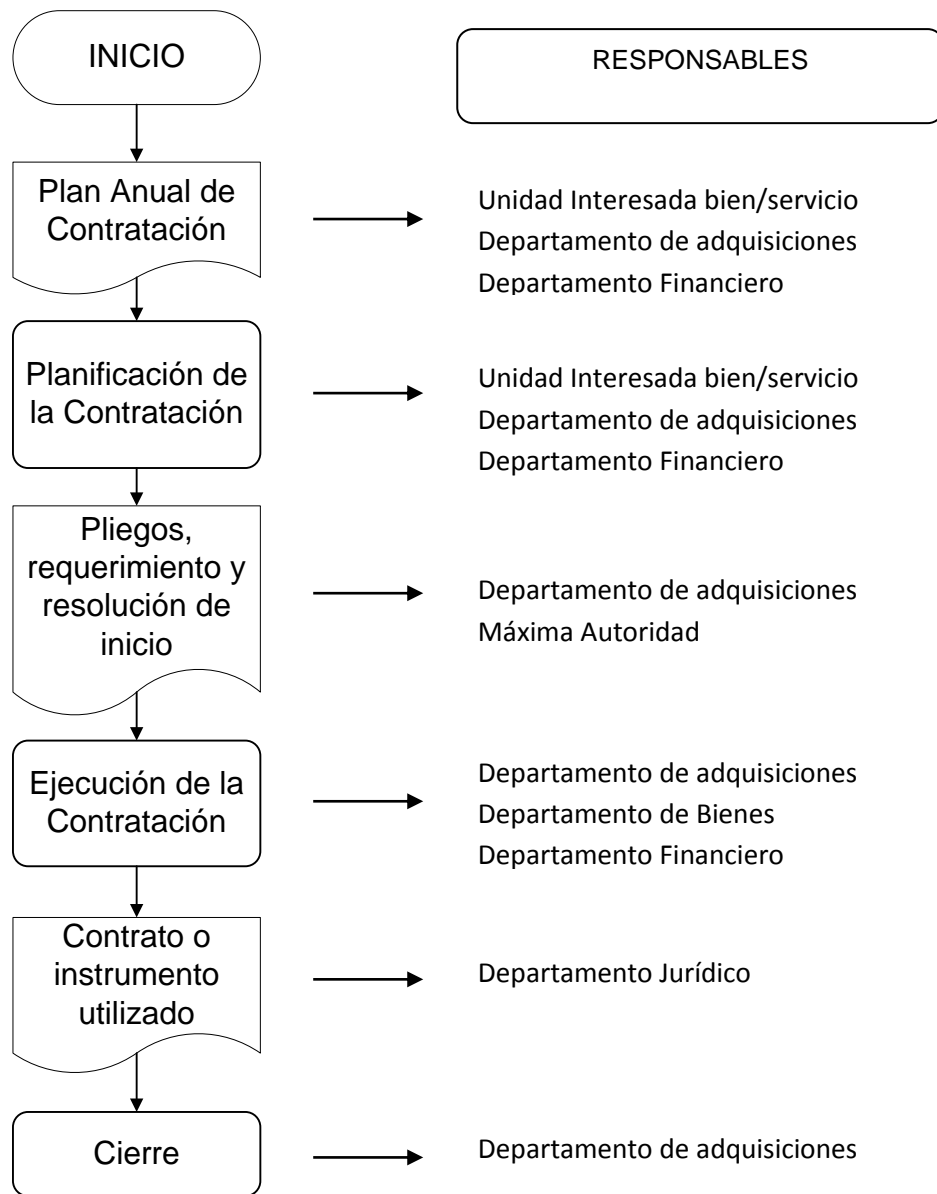 INICIO
RESPONSABLES
Plan Anual de
Contratación
Unidad Interesada bien/servicio
Departamento de adquisiciones
Departamento Financiero
Planificación de
la Contratación
Unidad Interesada bien/servicio
Departamento de adquisiciones
Departamento Financiero
Pliegos,
requerimiento y
resolución de
inicio
Departamento de adquisiciones
Máxima Autoridad
Ejecución de la
Contratación
Departamento de adquisiciones
Departamento de Bienes
Departamento Financiero
Contrato o
instrumento
utilizado
Departamento Jurídico
Cierre
Departamento de adquisiciones